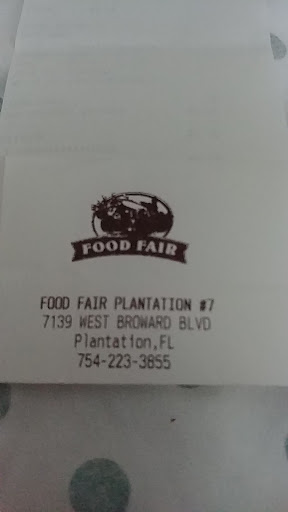 FOOD FAIR
FOOD FAIR PLANTATION #7
7139 WEST BROWARD BLVD
Plantation,FL
754-223-3855